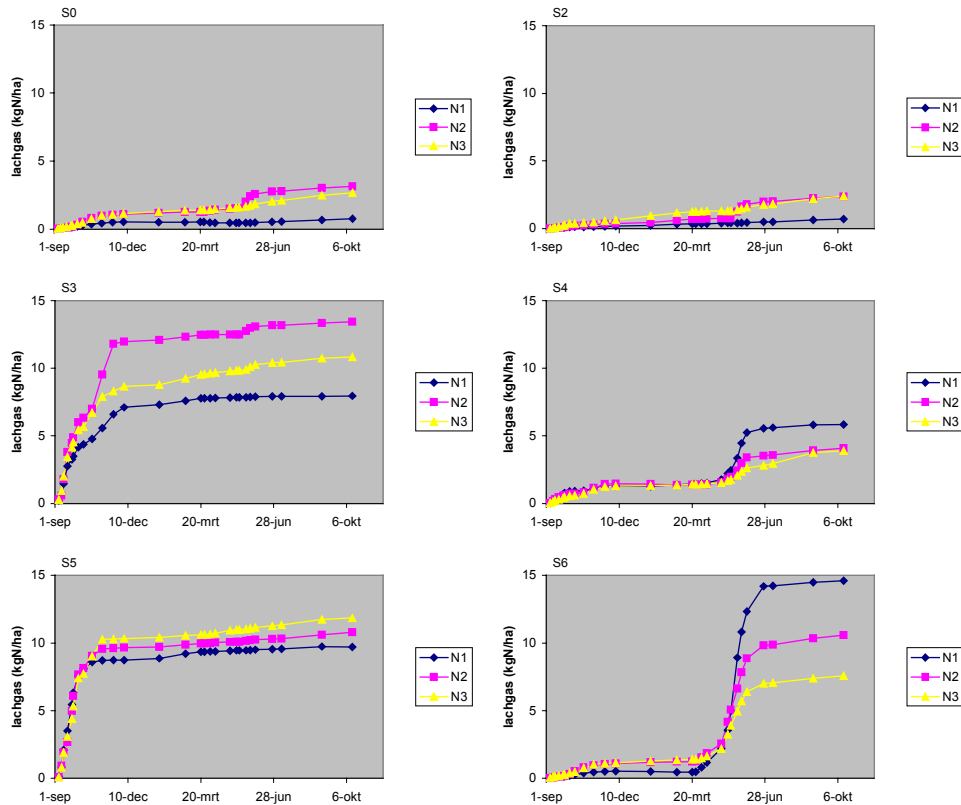 S0
15
10
5
0
lachgas (kgN/ha)
1-sep 10-dec 20-mrt 28-jun 6-okt
N1
N2
N3
S2
15
10
5
0
lachgas (kgN/ha)
1-sep 10-dec 20-mrt 28-jun 6-okt
N1
N2
N3
S3
15
10
5
0
lachgas (kgN/ha)
1-sep 10-dec 20-mrt 28-jun 6-okt
N1
N2
N3
S4
15
10
5
0
lachgas (kgN/ha)
1-sep 10-dec 20-mrt 28-jun 6-okt
N1
N2
N3
S5
15
10
5
0
lachgas (kgN/ha)
1-sep 10-dec 20-mrt 28-jun 6-okt
N1
N2
N3
S6
15
10
5
0
lachgas (kgN/ha)
1-sep 10-dec 20-mrt 28-jun 6-okt
N1
N2
N3